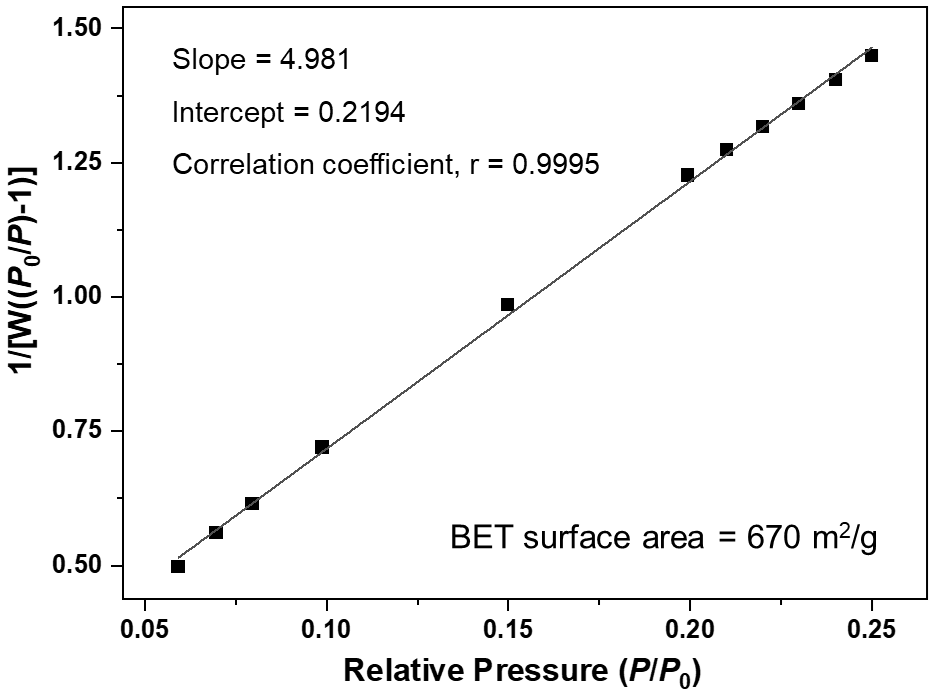 1.50
1.25
1.00
0.75
0.50
1/[W((P₀/P)-1)]
Slope = 4.981
Intercept = 0.2194
Correlation coefficient, r = 0.9995
BET surface area = 670 m²/g
0.05 0.10 0.15 0.20 0.25
Relative Pressure (P/P₀)